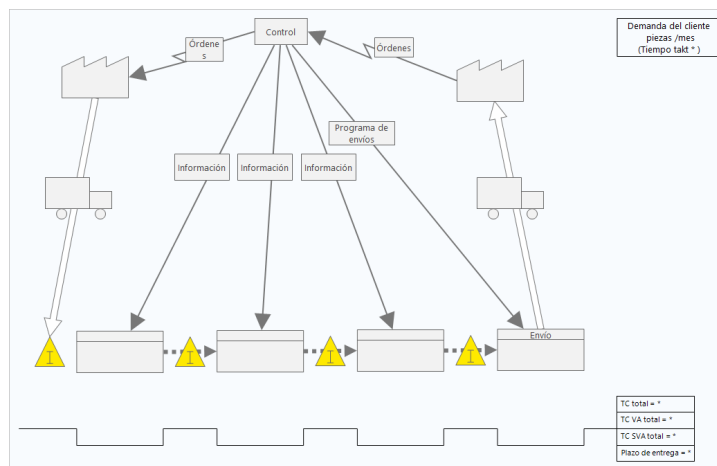 Demanda del cliente
piezas /mes
(Tiempo takt * )
Control
Órdene
s
Órdenes
Programa de
envíos
Información
Información
Información
Envío
I
I
I
I
TC total = *
TC VA total = *
TC SVA total = *
Plazo de entrega = *